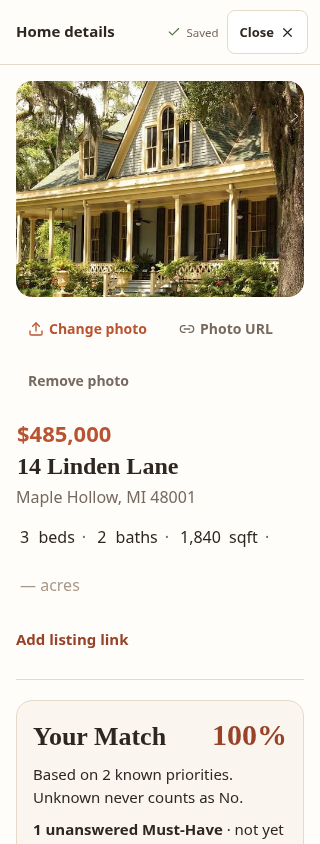 Home details
Saved
Close
Change photo
Photo URL
Remove photo
$485,000
14 Linden Lane
Maple Hollow, MI 48001
3 beds · 2 baths · 1,840 sqft ·
— acres
Add listing link
Your Match 100%
Based on 2 known priorities.
Unknown never counts as No.
1 unanswered Must-Have · not yet